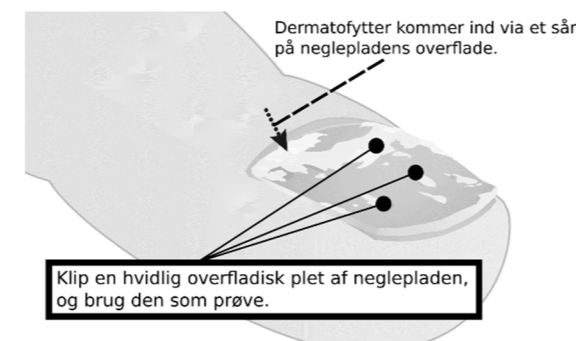 Dermatofytter kommer ind via et sår
på neglepladens overflade.
Klip en hvidlig overfladisk plet af neglepladen,
og brug den som prøve.